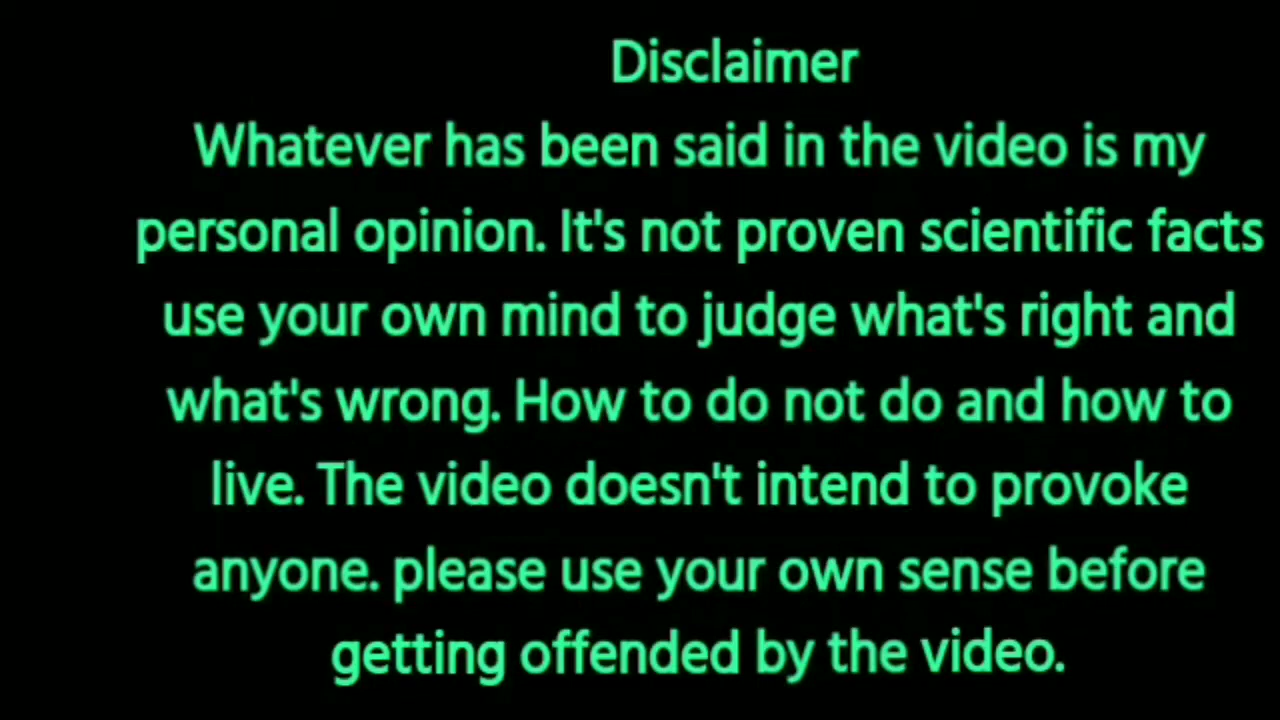 Disclaimer
Whatever has been said in the video is my
personal opinion. It's not proven scientific facts
use your own mind to judge what's right and
what's wrong. How to do not do and how to
live. The video doesn't intend to provoke
anyone. please use your own sense before
getting offended by the video.